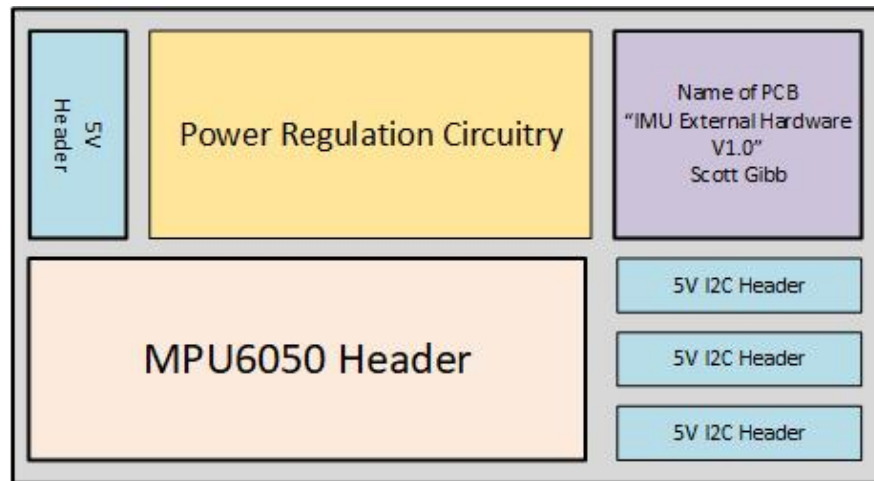 5V
Header
Power Regulation Circuitry
Name of PCB
“IMU External Hardware
V1.0”
Scott Gibb
MPU6050 Header
5V I2C Header
5V I2C Header
5V I2C Header